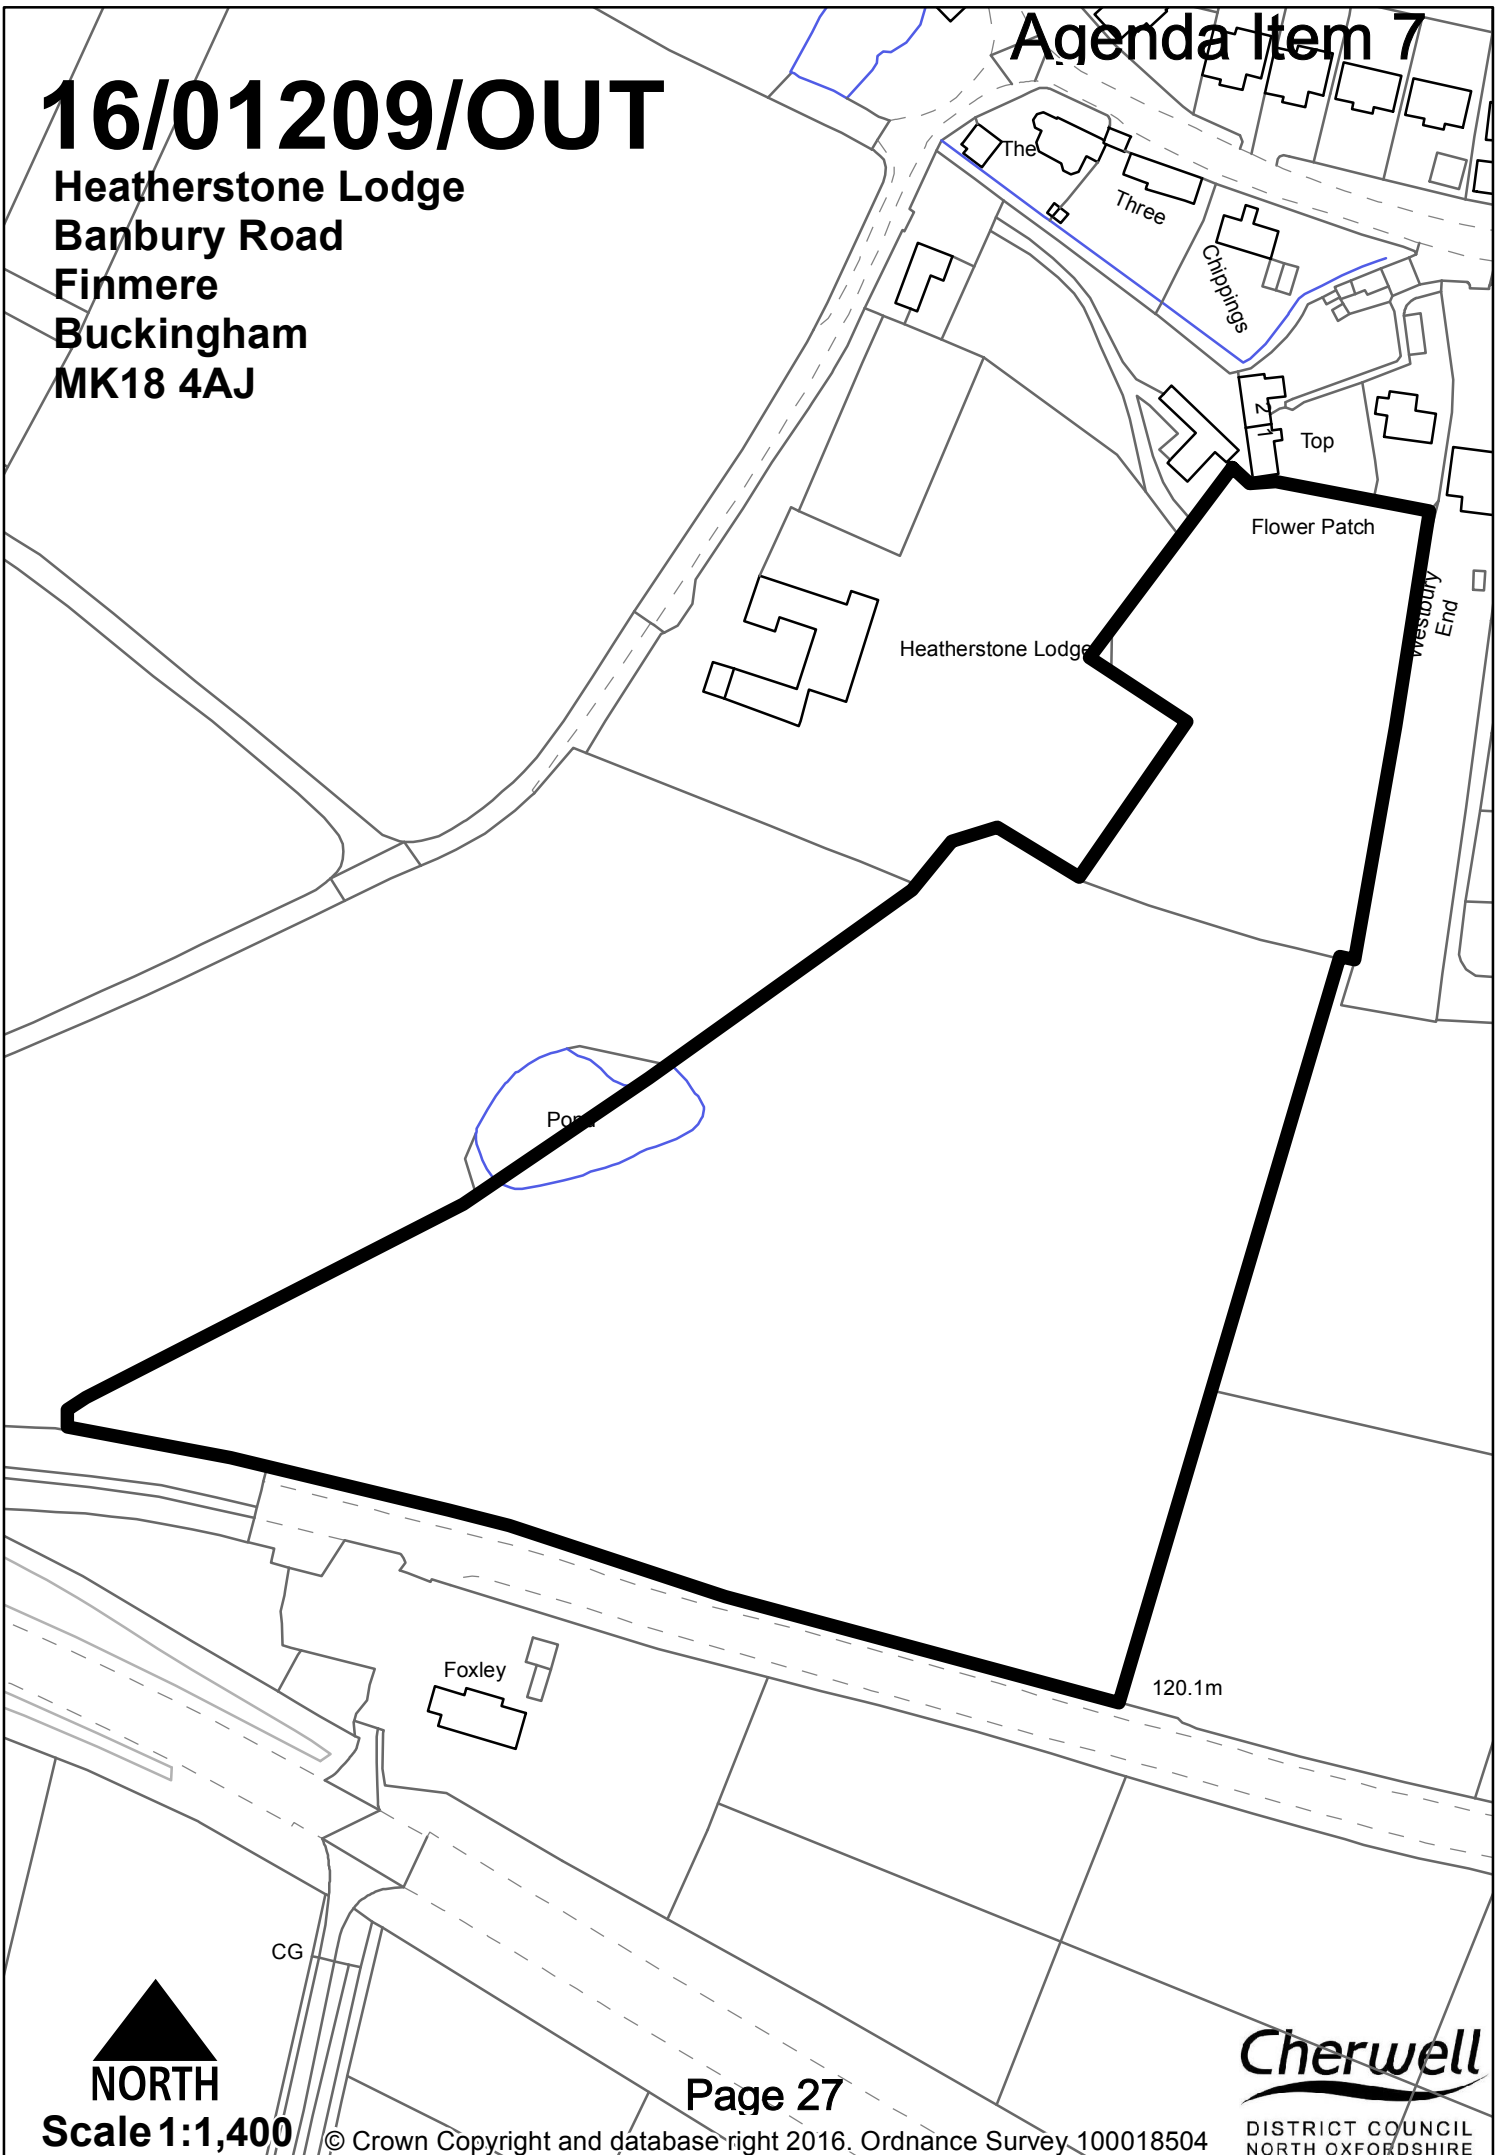 Agenda Item 7
16/01209/OUT
Heatherstone Lodge
Banbury Road
Finmere
Buckingham
MK18 4AJ
The
Three
Chippings
2
1
Top
Flower Patch
Westbury
End
Heatherstone Lodge
Pond
Foxley
120.1m
CG
NORTH
Scale 1:1,400
Page 27
© Crown Copyright and database right 2016. Ordnance Survey 100018504
Cherwell
DISTRICT COUNCIL
NORTH OXFORDSHIRE